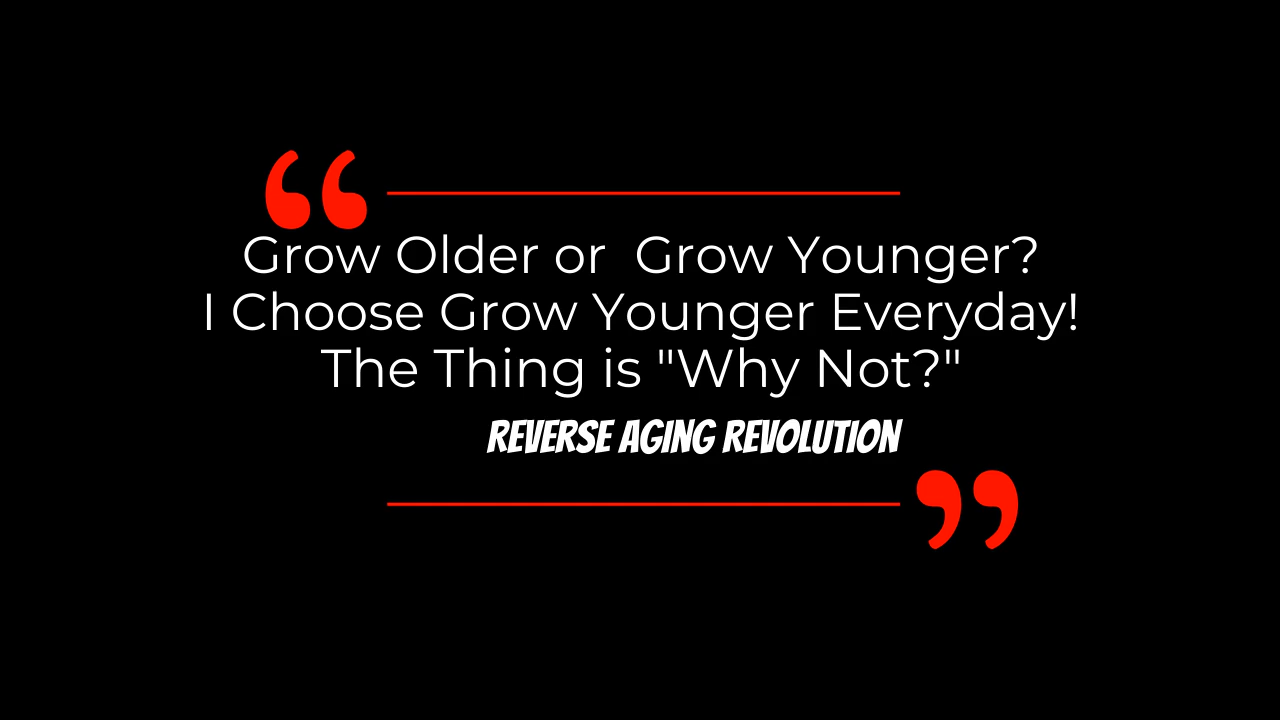 Grow Older or  Grow Younger?
I Choose Grow Younger Everyday!
The Thing is "Why Not?"
REVERSE AGING REVOLUTION